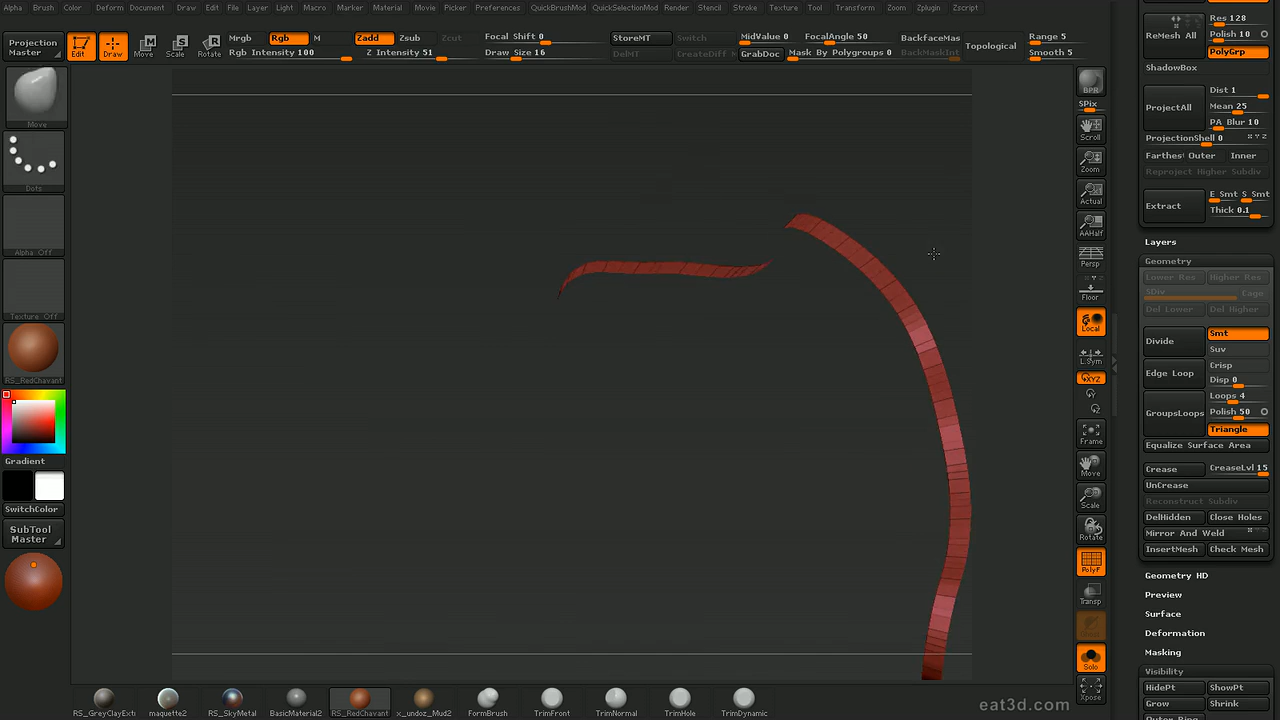 Alpha Brush Color Deform Document Draw Edit File Layer Light Macro Marker Material Movie Picker Preferences QuickBrushMod QuickSelectionMod Render Stencil Stroke Texture Tool Transform Zoom Zplugin Zscript
Projection Master
Edit
Draw
Move
Scale
Rotate
Mrgb Rgb M
Rgb Intensity 100
Zadd Zsub
Z Intensity 51
Focal Shift 0
Draw Size 16
StoreMT Switch
DelMT CreateDiff
MidValue 0 FocalAngle 50
GrabDoc Mask By Polygroups 0
BackfaceMas
BackMaskInt
Topological
Range 5
Smooth 5
Move
Dots
Alpha Off
Texture Off
RS_RedChavant
Gradient
SwitchColor
SubTool Master
BPR
SPix
Scroll
Zoom
Actual
AAHalf
Persp
Floor
Local
L.Sym
XYZ
Frame
Move
Scale
Rotate
PolyF
Transp
Solo
Xpose
ReMesh All
Res 128
Polish 10
PolyGrp
ShadowBox
ProjectAll
Dist 1
Mean 25
PA Blur 10
ProjectionShell 0
Farthest Outer Inner
Reproject Higher Subdiv
Extract
E Smt S Smt
Thick 0.1
Layers
Geometry
Lower Res Higher Res
SDiv Cage
Del Lower Del Higher
Divide
Smt
Suv
Edge Loop
Crisp
Disp 0
GroupsLoops
Loops 4
Polish 50
Triangle
Equalize Surface Area
Crease CreaseLvl 15
UnCrease
Reconstruct Subdiv
DelHidden Close Holes
Mirror And Weld
InsertMesh Check Mesh
Geometry HD
Preview
Surface
Deformation
Masking
Visibility
HidePt ShowPt
Grow Shrink
Outer Ring
RS_GreyClayExt maquette2 RS_SkyMetal BasicMaterial2 RS_RedChavant x_undoz_Mud2 FormBrush TrimFront TrimNormal TrimHole TrimDynamic
eat3d.com